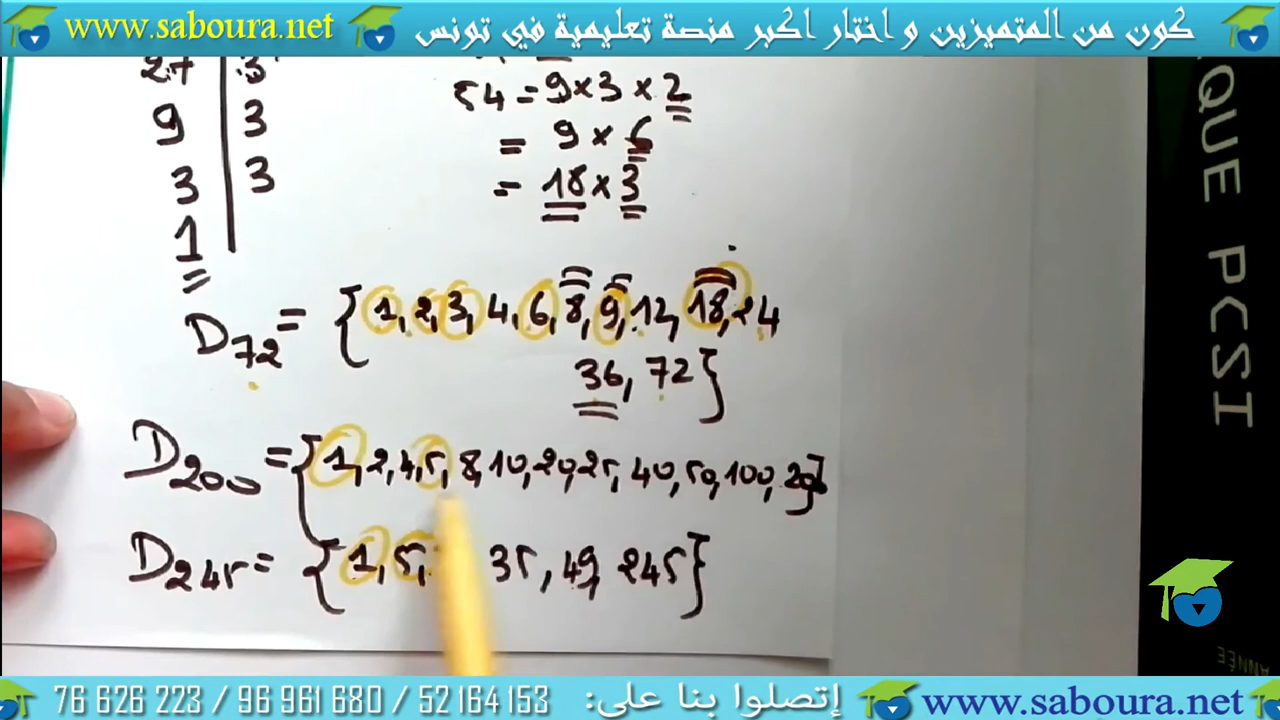 www.saboura.net
كون من المتميزين و اختار اكبر منصة تعليمية في تونس
27 | 3
9 | 3
3 | 3
1
54 = 9 × 3 × 2
= 9 × 6
= 18 × 3
D72 = {1, 2, 3, 4, 6, 8, 9, 12, 18, 24
36, 72}
D200 = {1, 2, 4, 5, 8, 10, 20, 25, 40, 50, 100, 200}
D245 = {1, 5, 35, 49, 245}
QUE PCSI
ANNÉE
76 626 223 / 96 961 680 / 52 164 153
إتصلوا بنا على:
www.saboura.net